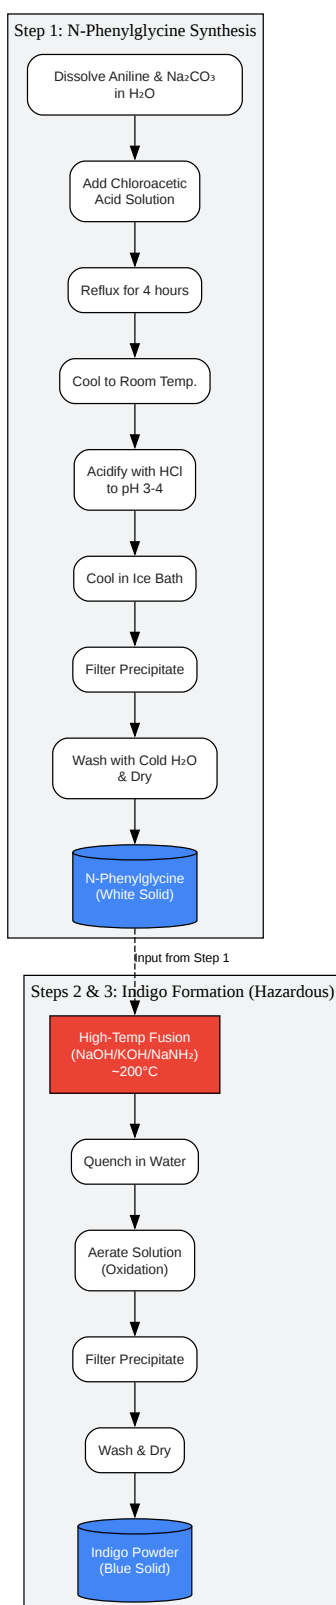 Step 1: N-Phenylglycine Synthesis
Dissolve Aniline & Na₂CO₃
in H₂O
Add Chloroacetic
Acid Solution
Reflux for 4 hours
Cool to Room Temp.
Acidify with HCl
to pH 3-4
Cool in Ice Bath
Filter Precipitate
Wash with Cold H₂O
& Dry
N-Phenylglycine
(White Solid)
Input from Step 1
Steps 2 & 3: Indigo Formation (Hazardous)
High-Temp Fusion
(NaOH/KOH/NaNH₂)
~200°C
Quench in Water
Aerate Solution
(Oxidation)
Filter Precipitate
Wash & Dry
Indigo Powder
(Blue Solid)